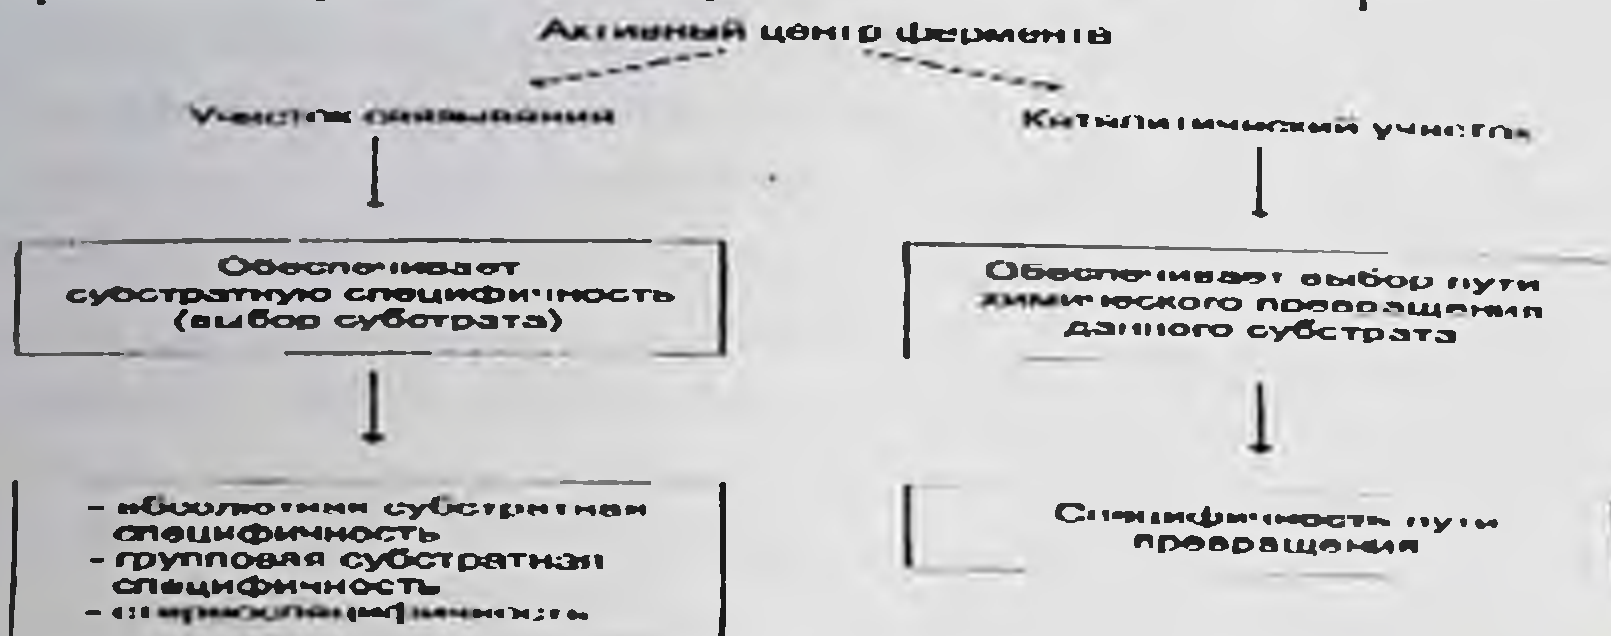 Активный центр фермента
Участок связывания
Каталитический участок
Обеспечивает
субстратную специфичность
(выбор субстрата)
Обеспечивает выбор пути
химического превращения
данного субстрата
– абсолютная субстратная
специфичность
– групповая субстратная
специфичность
– стереоспецифичность
Специфичность пути
превращения